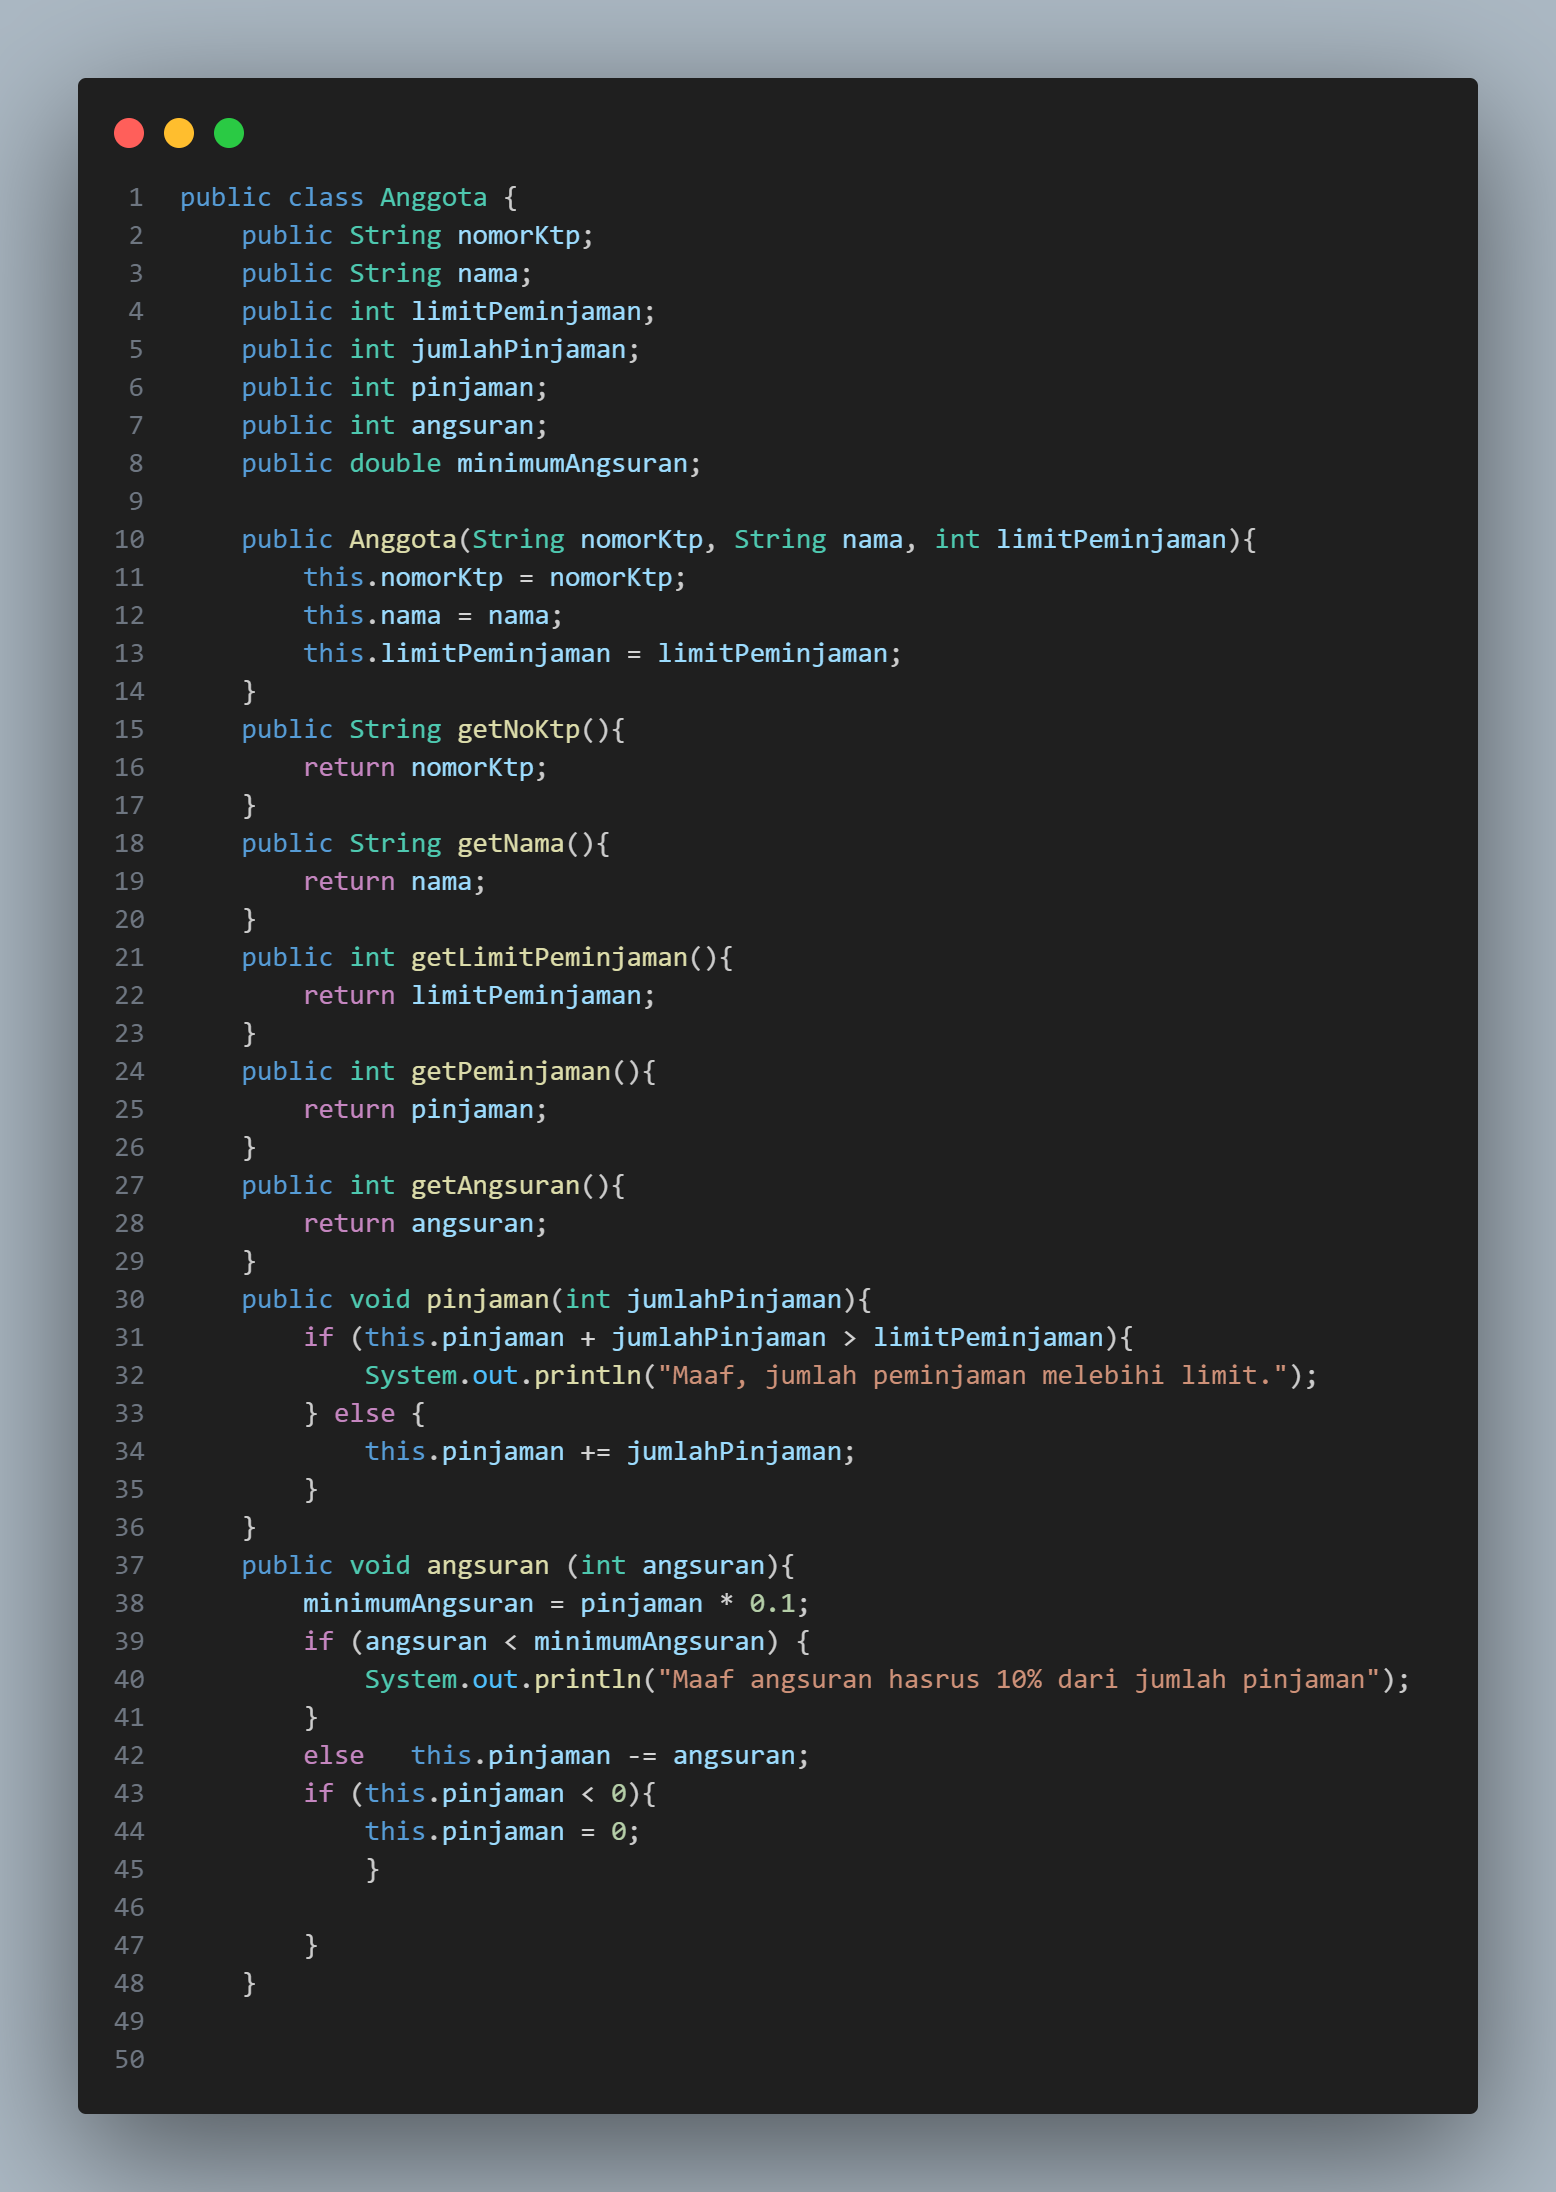 1 public class Anggota {
2     public String nomorKtp;
3     public String nama;
4     public int limitPeminjaman;
5     public int jumlahPinjaman;
6     public int pinjaman;
7     public int angsuran;
8     public double minimumAngsuran;
9
10     public Anggota(String nomorKtp, String nama, int limitPeminjaman){
11         this.nomorKtp = nomorKtp;
12         this.nama = nama;
13         this.limitPeminjaman = limitPeminjaman;
14     }
15     public String getNoKtp(){
16         return nomorKtp;
17     }
18     public String getNama(){
19         return nama;
20     }
21     public int getLimitPeminjaman(){
22         return limitPeminjaman;
23     }
24     public int getPeminjaman(){
25         return pinjaman;
26     }
27     public int getAngsuran(){
28         return angsuran;
29     }
30     public void pinjaman(int jumlahPinjaman){
31         if (this.pinjaman + jumlahPinjaman > limitPeminjaman){
32             System.out.println("Maaf, jumlah peminjaman melebihi limit.");
33         } else {
34             this.pinjaman += jumlahPinjaman;
35         }
36     }
37     public void angsuran (int angsuran){
38         minimumAngsuran = pinjaman * 0.1;
39         if (angsuran < minimumAngsuran) {
40             System.out.println("Maaf angsuran hasrus 10% dari jumlah pinjaman");
41         }
42         else   this.pinjaman -= angsuran;
43         if (this.pinjaman < 0){
44             this.pinjaman = 0;
45             }
46
47         }
48     }
49
50